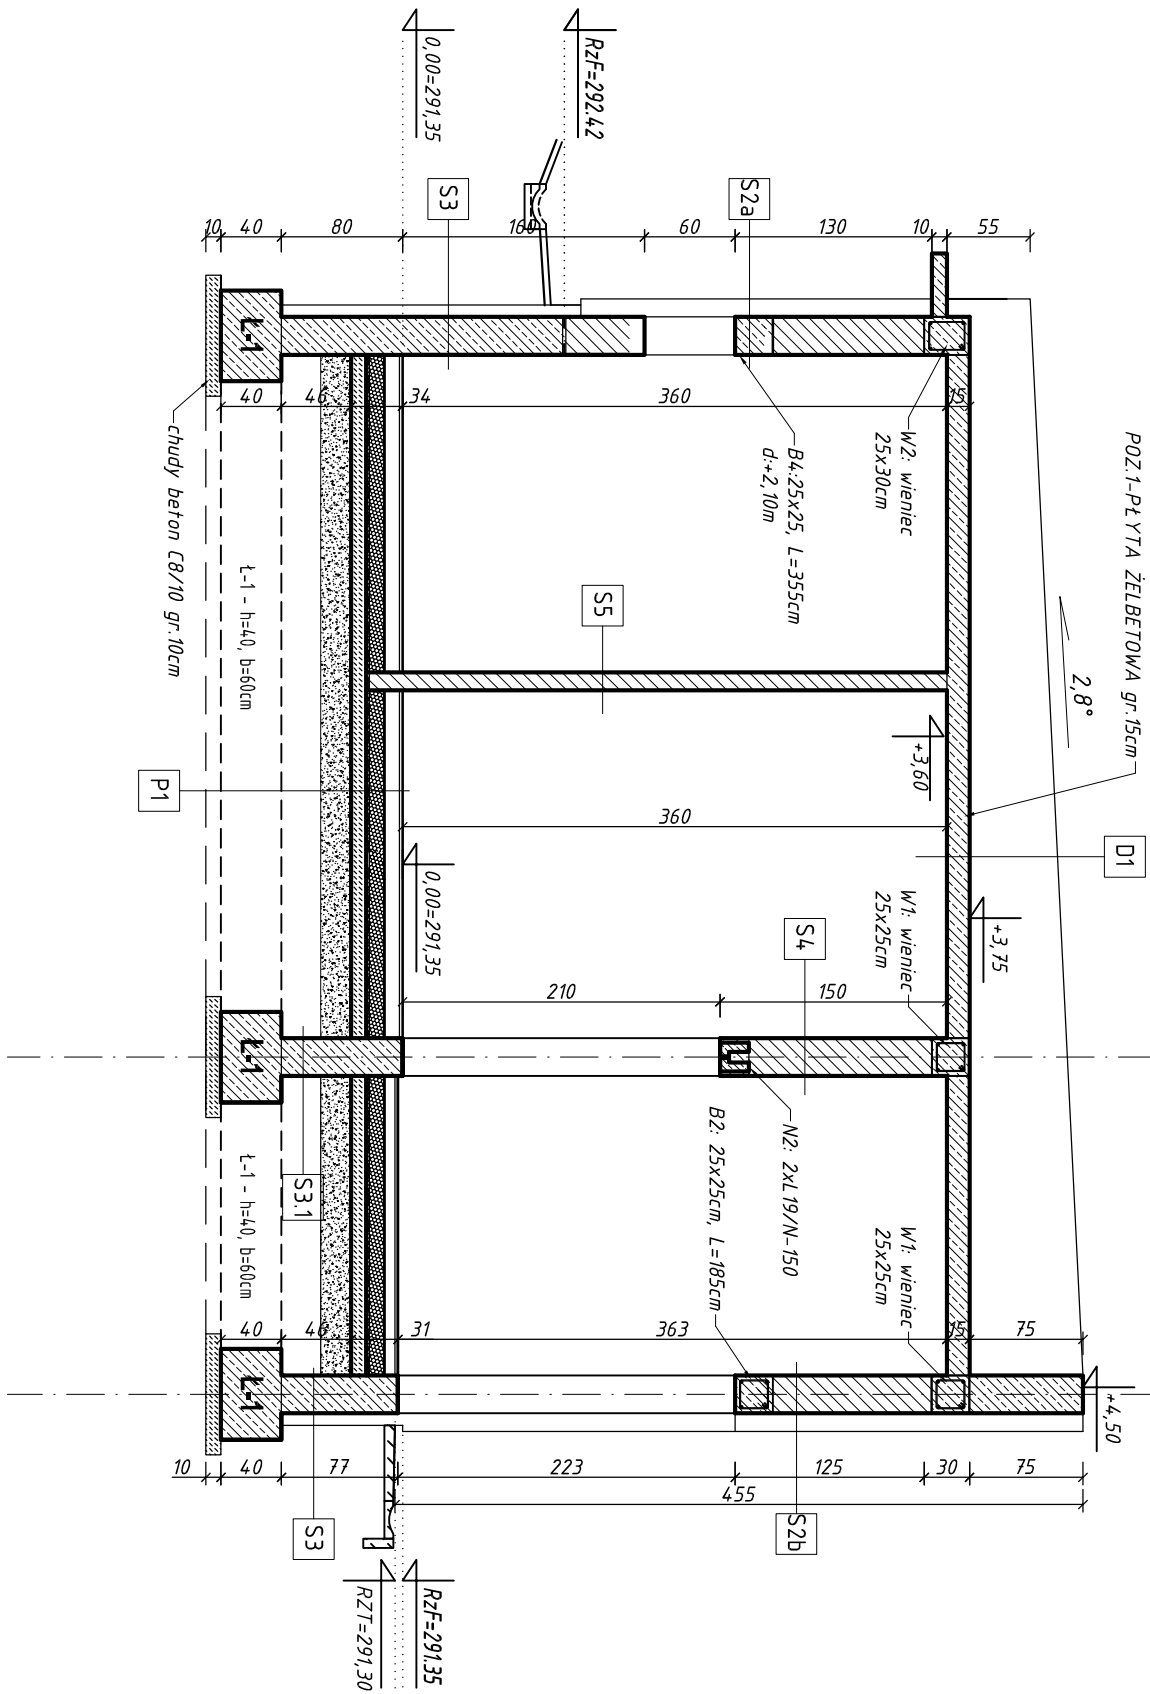 RzF=292.42
0,00=291,35
S3
S2a
10
40
80
160
60
130
10
55
Ł-1
40
46
34
360
15
chudy beton C8/10 gr.10cm
Ł-1 - h=40, b=60cm
W2: wieniec
25x30cm
B4:25x25, L=355cm
d:+2,10m
POZ.1-PŁYTA ŻELBETOWA gr.15cm
2,8°
S5
+3,60
P1
360
D1
0,00=291,35
W1: wieniec
25x25cm
S4
+3,75
210
150
Ł-1
N2: 2xL19/N-150
B2: 25x25cm, L=185cm
S3.1
Ł-1 - h=40, b=60cm
W1: wieniec
25x25cm
40
46
31
363
15
75
Ł-1
+4,50
10
40
77
223
125
30
75
455
S3
S2b
RzF=291.35
RZT=291,30